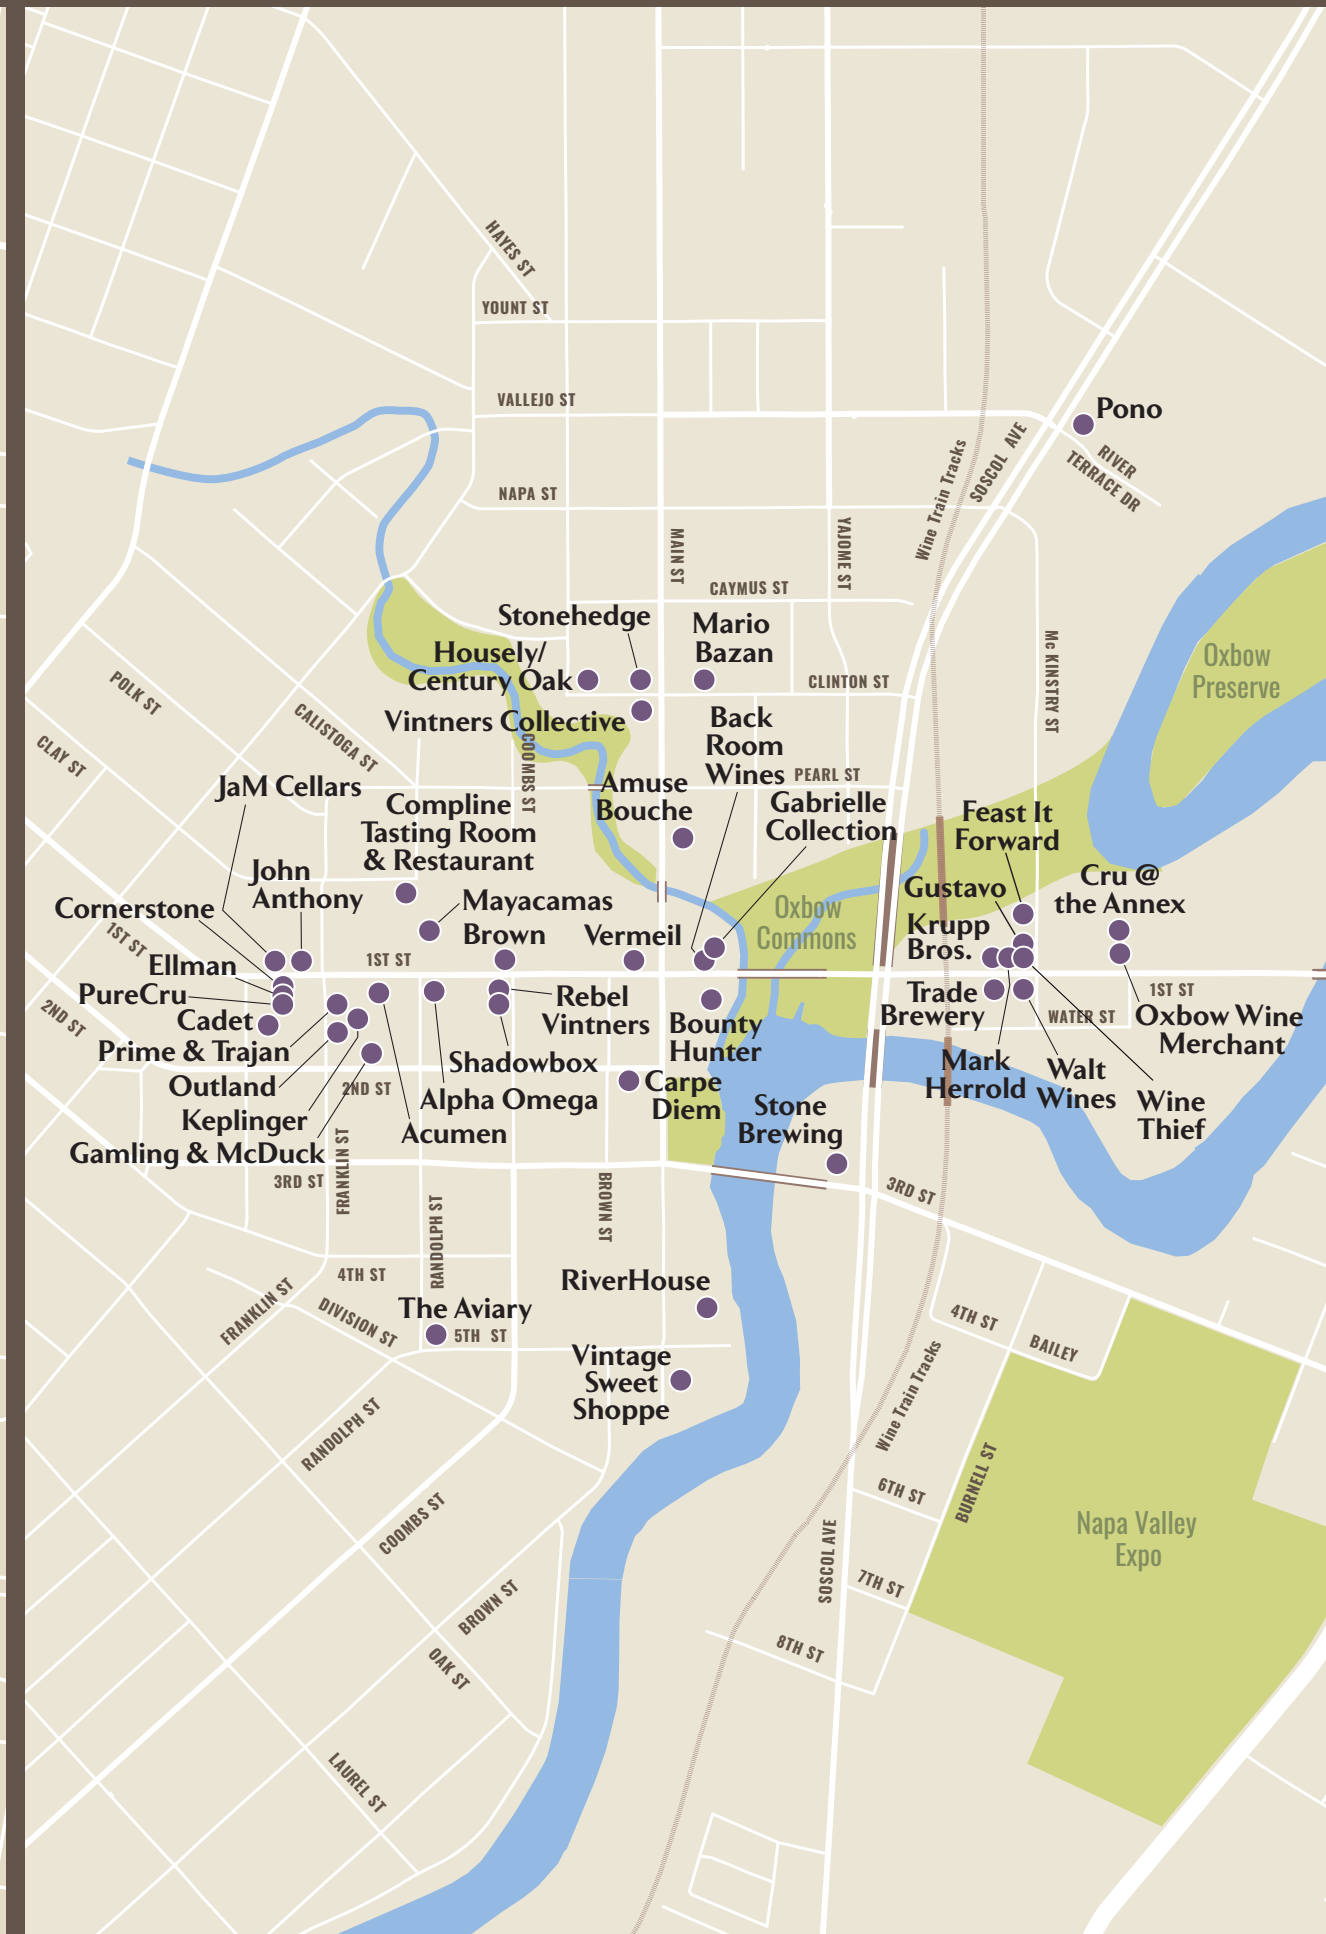 HAYES ST
YOUNT ST
VALLEJO ST
Pono
RIVER
TERRACE DR
SOSCOL AVE
Wine Train Tracks
NAPA ST
MAIN ST
YAJOME ST
CAYMUS ST
Stonehedge
Mario
Bazan
Housely/
Century Oak
Mc KINSTRY ST
Oxbow
Preserve
CLINTON ST
POLK ST
CALISTOGA ST
CLAY ST
Vintners Collective
COOMBS ST
Back
Room
Wines
PEARL ST
JaM Cellars
Amuse
Bouche
Compline
Tasting Room
& Restaurant
Gabrielle
Collection
Feast It
Forward
John
Anthony
Cru @
the Annex
Gustavo
Mayacamas
Cornerstone
Oxbow
Commons
Krupp
Bros.
Brown
Vermeil
1ST ST
1ST ST
Ellman
PureCru
Rebel
Vintners
Trade
Brewery
1ST ST
WATER ST
Oxbow Wine
Merchant
2ND ST
Cadet
Bounty
Hunter
Prime & Trajan
Shadowbox
Mark
Herrold
Walt
Wines
Outland
2ND ST
Carpe
Diem
Alpha Omega
Wine
Thief
Keplinger
Acumen
Stone
Brewing
Gamling & McDuck
FRANKLIN ST
3RD ST
3RD ST
RANDOLPH ST
BROWN ST
4TH ST
RiverHouse
The Aviary
FRANKLIN ST
DIVISION ST
5TH ST
4TH ST
BAILEY
Vintage
Sweet
Shoppe
Wine Train Tracks
RANDOLPH ST
BURNELL ST
6TH ST
COOMBS ST
Napa Valley
Expo
SOSCOL AVE
7TH ST
BROWN ST
8TH ST
OAK ST
LAUREL ST